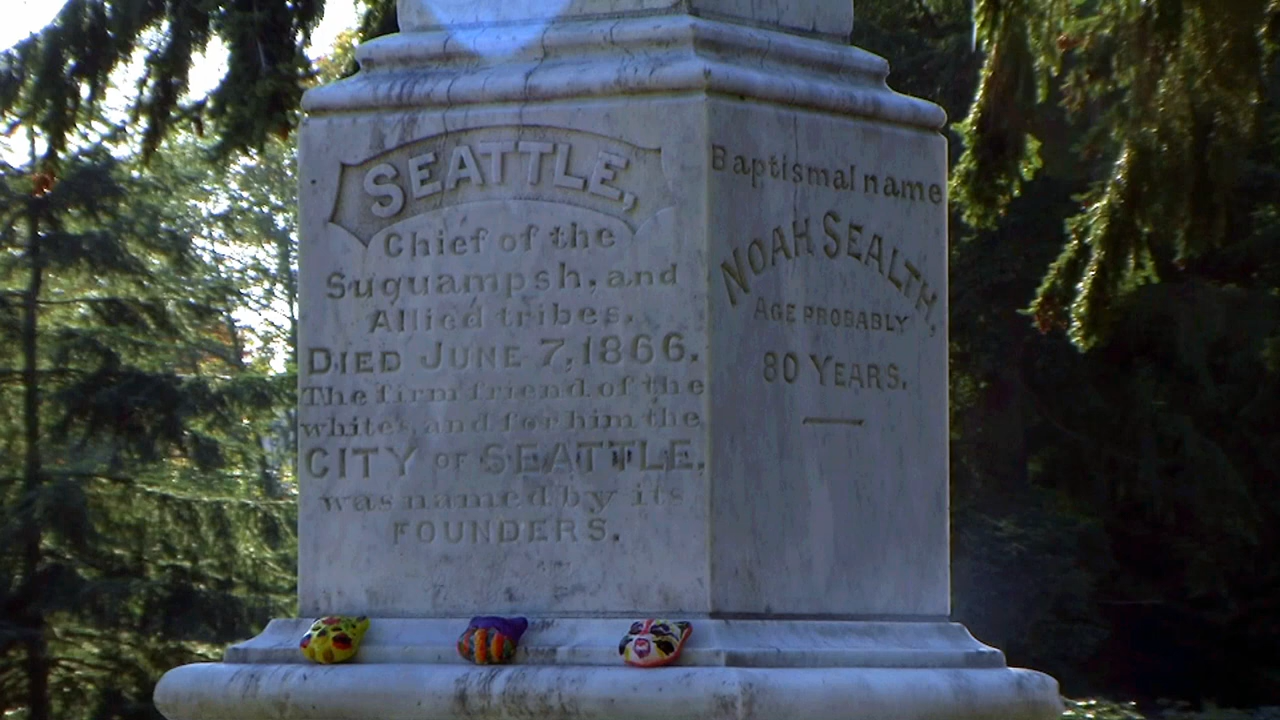 SEATTLE,
Chief of the
Suquampsh, and
Allied tribes.
DIED JUNE 7, 1866.
The firm friend of the
whites, and for him the
CITY OF SEATTLE,
was named by its
FOUNDERS.
Baptismal name
NOAH SEALTH,
AGE PROBABLY
80 YEARS.